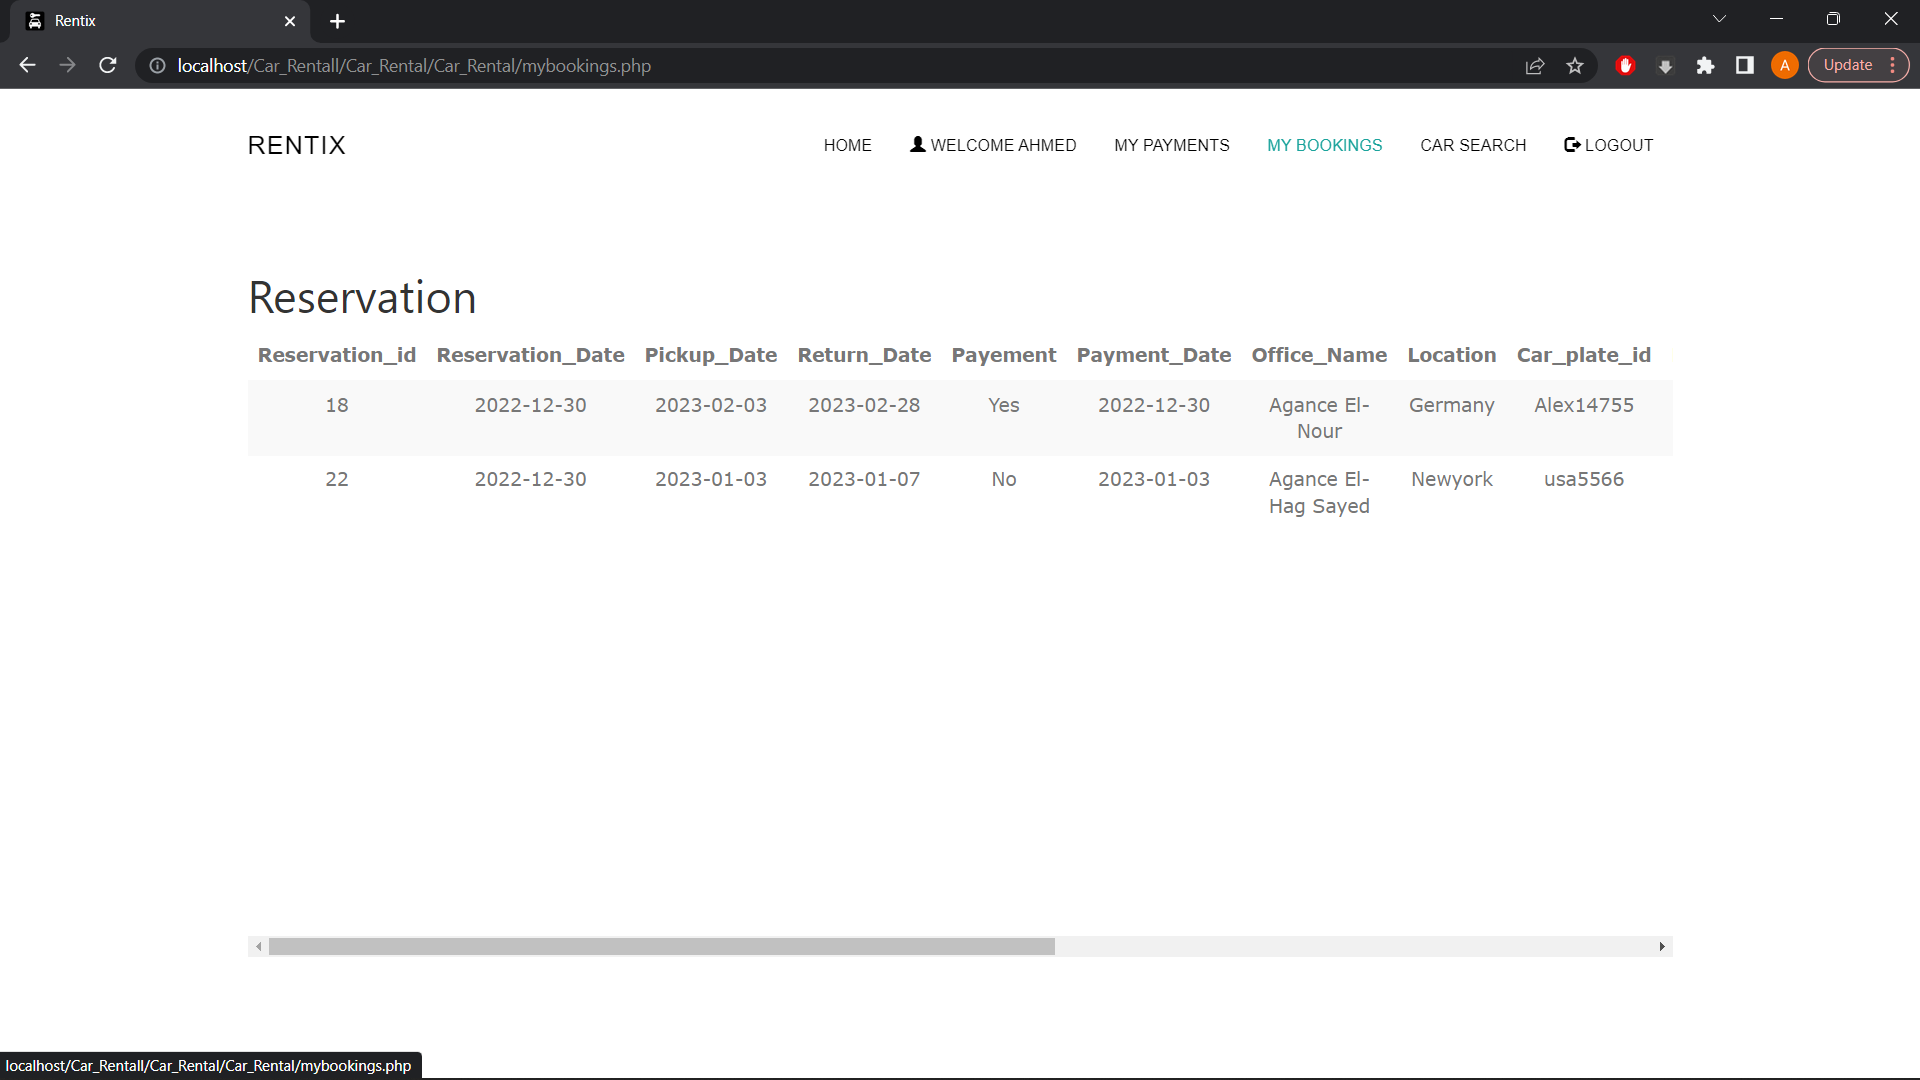 Rentix
localhost/Car_Rentall/Car_Rental/Car_Rental/mybookings.php
A
Update
RENTIX
HOME
WELCOME AHMED
MY PAYMENTS
MY BOOKINGS
CAR SEARCH
LOGOUT
Reservation
Reservation_id Reservation_Date Pickup_Date Return_Date Payement Payment_Date Office_Name Location Car_plate_id
18 2022-12-30 2023-02-03 2023-02-28 Yes 2022-12-30 Agance El- Germany Alex14755
Nour
22 2022-12-30 2023-01-03 2023-01-07 No 2023-01-03 Agance El- Newyork usa5566
Hag Sayed
localhost/Car_Rentall/Car_Rental/Car_Rental/mybookings.php